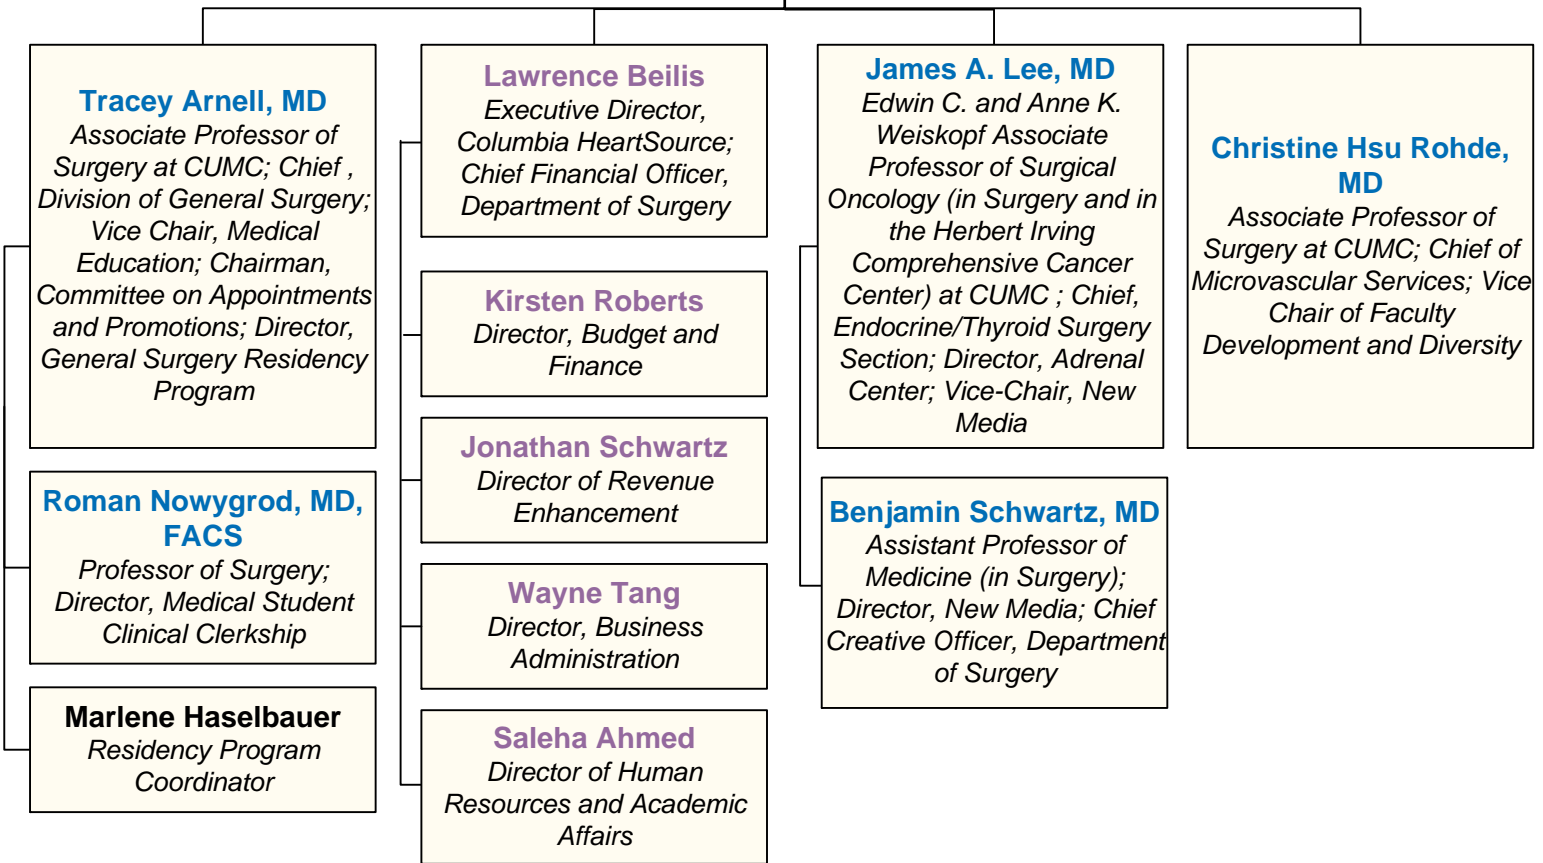 Tracey Arnell, MD
Associate Professor of
Surgery at CUMC; Chief ,
Division of General Surgery;
Vice Chair, Medical
Education; Chairman,
Committee on Appointments
and Promotions; Director,
General Surgery Residency
Program
Roman Nowygrod, MD,
FACS
Professor of Surgery;
Director, Medical Student
Clinical Clerkship
Marlene Haselbauer
Residency Program
Coordinator
Lawrence Beilis
Executive Director,
Columbia HeartSource;
Chief Financial Officer,
Department of Surgery
Kirsten Roberts
Director, Budget and
Finance
Jonathan Schwartz
Director of Revenue
Enhancement
Wayne Tang
Director, Business
Administration
Saleha Ahmed
Director of Human
Resources and Academic
Affairs
James A. Lee, MD
Edwin C. and Anne K.
Weiskopf Associate
Professor of Surgical
Oncology (in Surgery and in
the Herbert Irving
Comprehensive Cancer
Center) at CUMC ; Chief,
Endocrine/Thyroid Surgery
Section; Director, Adrenal
Center; Vice-Chair, New
Media
Benjamin Schwartz, MD
Assistant Professor of
Medicine (in Surgery);
Director, New Media; Chief
Creative Officer, Department
of Surgery
Christine Hsu Rohde,
MD
Associate Professor of
Surgery at CUMC; Chief of
Microvascular Services; Vice
Chair of Faculty
Development and Diversity